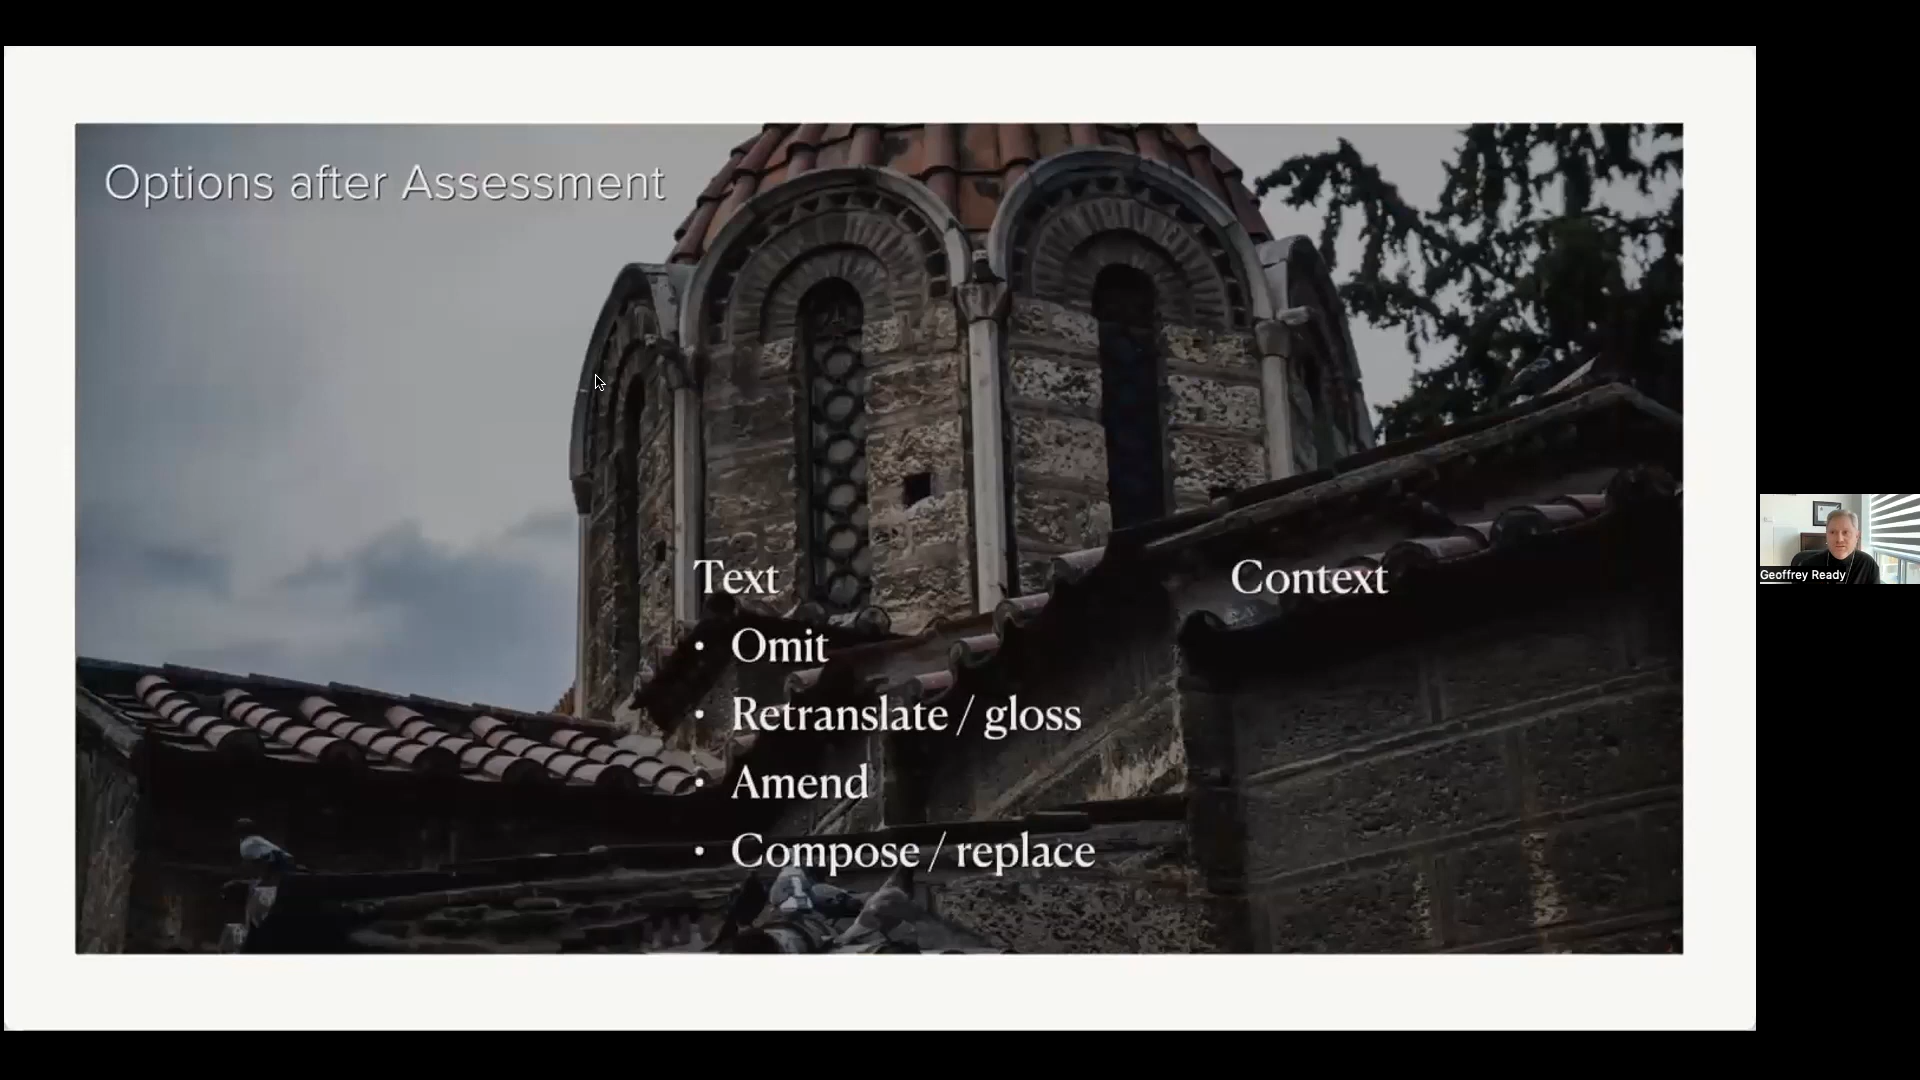 Options after Assessment
Text
• Omit
• Retranslate / gloss
• Amend
• Compose / replace
Context
Geoffrey Ready